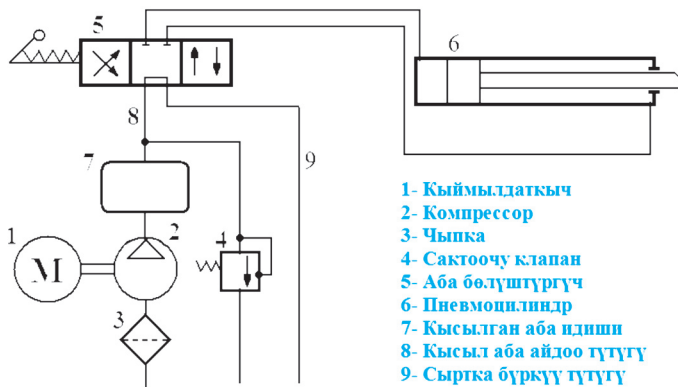 5
6
8
7
9
1
2
4
M
3
1- Кыймылдаткыч
2- Компрессор
3- Чыпка
4- Сактоочу клапан
5- Аба бөлүштүргүч
6- Пневмоцилиндр
7- Кысылган аба идиши
8- Кысыл аба айдоо түтүгү
9- Сыртка бүркүү түтүгү